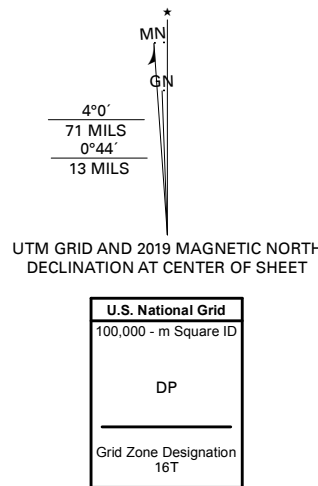 ★
MN
GN
4°0´
71 MILS
0°44´
13 MILS
UTM GRID AND 2019 MAGNETIC NORTH
DECLINATION AT CENTER OF SHEET
U.S. National Grid
100,000 - m Square ID
DP
Grid Zone Designation
16T